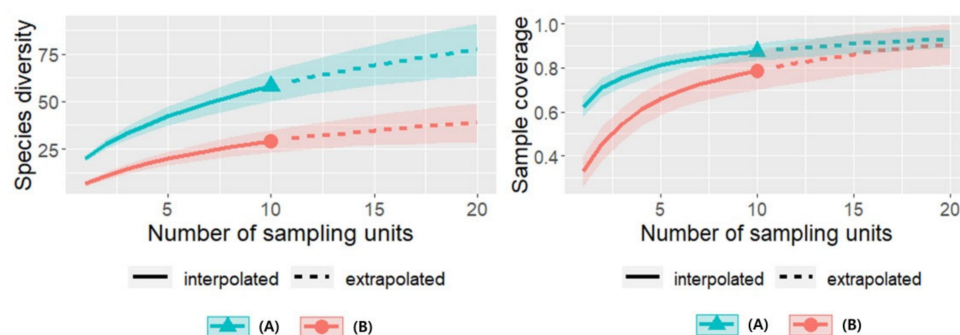 Species diversity
75
50
25
5 10 15 20
Number of sampling units
interpolated extrapolated
(A) (B)
Sample coverage
1.0
0.8
0.6
0.4
5 10 15 20
Number of sampling units
interpolated extrapolated
(A) (B)